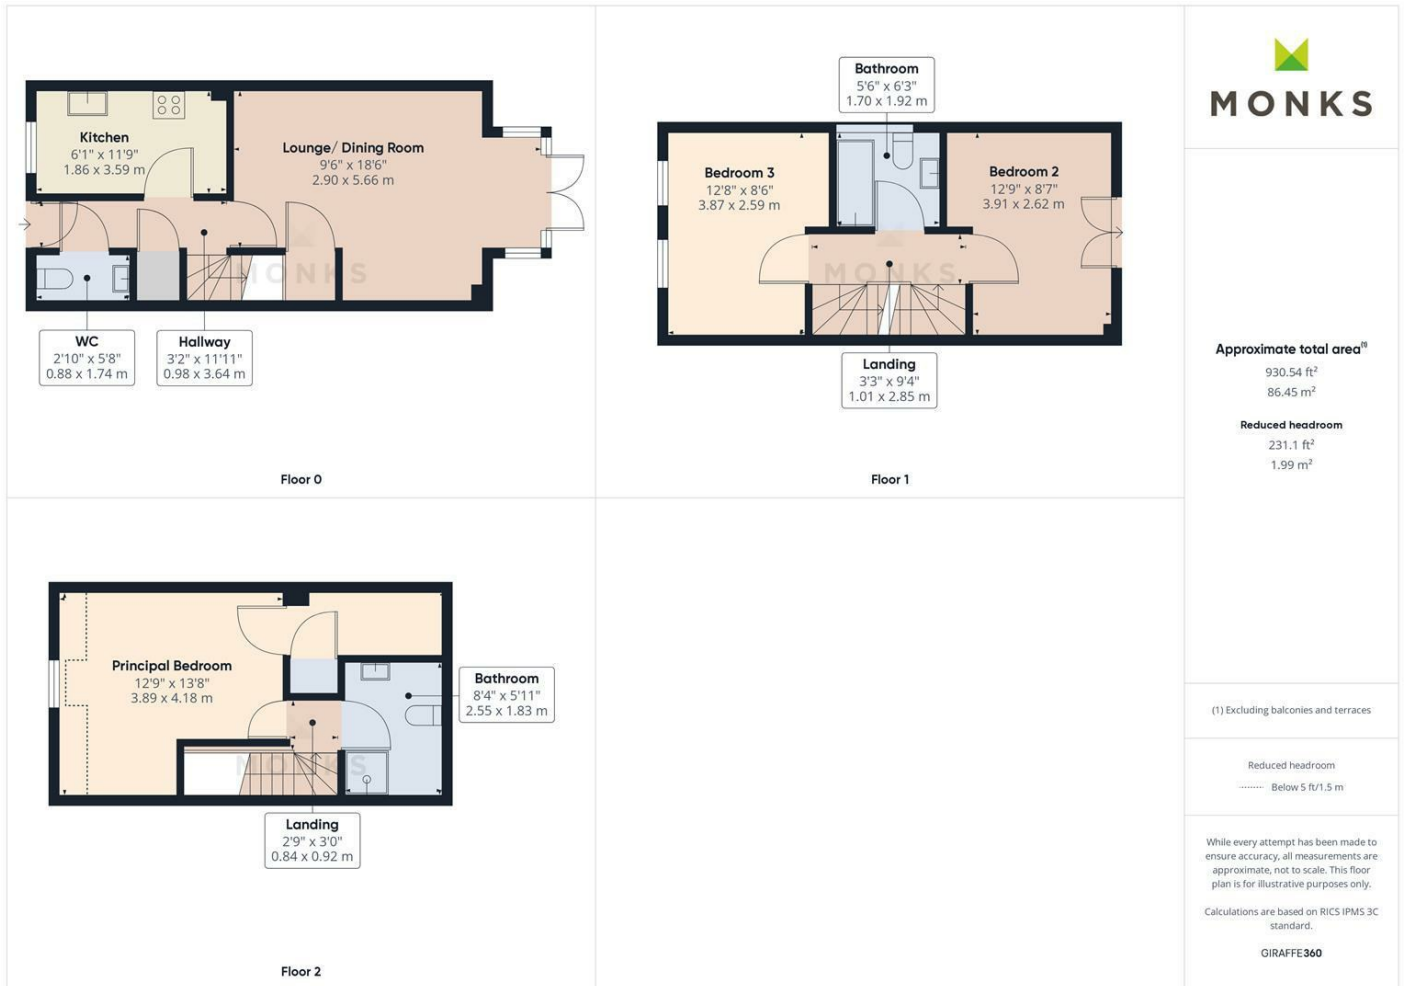 Kitchen
6'1" x 11'9"
1.86 x 3.59 m
Lounge/ Dining Room
9'6" x 18'6"
2.90 x 5.66 m
MONKS
WC
2'10" x 5'8"
0.88 x 1.74 m
Hallway
3'2" x 11'11"
0.98 x 3.64 m
Floor 0
Bathroom
5'6" x 6'3"
1.70 x 1.92 m
Bedroom 3
12'8" x 8'6"
3.87 x 2.59 m
Bedroom 2
12'9" x 8'7"
3.91 x 2.62 m
MONKS
Landing
3'3" x 9'4"
1.01 x 2.85 m
Floor 1
Principal Bedroom
12'9" x 13'8"
3.89 x 4.18 m
Bathroom
8'4" x 5'11"
2.55 x 1.83 m
MONKS
Landing
2'9" x 3'0"
0.84 x 0.92 m
Floor 2
MONKS
Approximate total area⁽¹⁾
930.54 ft²
86.45 m²
Reduced headroom
231.1 ft²
1.99 m²
(1) Excluding balconies and terraces
Reduced headroom
Below 5 ft/1.5 m
While every attempt has been made to
ensure accuracy, all measurements are
approximate, not to scale. This floor
plan is for illustrative purposes only.
Calculations are based on RICS IPMS 3C
standard.
GIRAFFE360